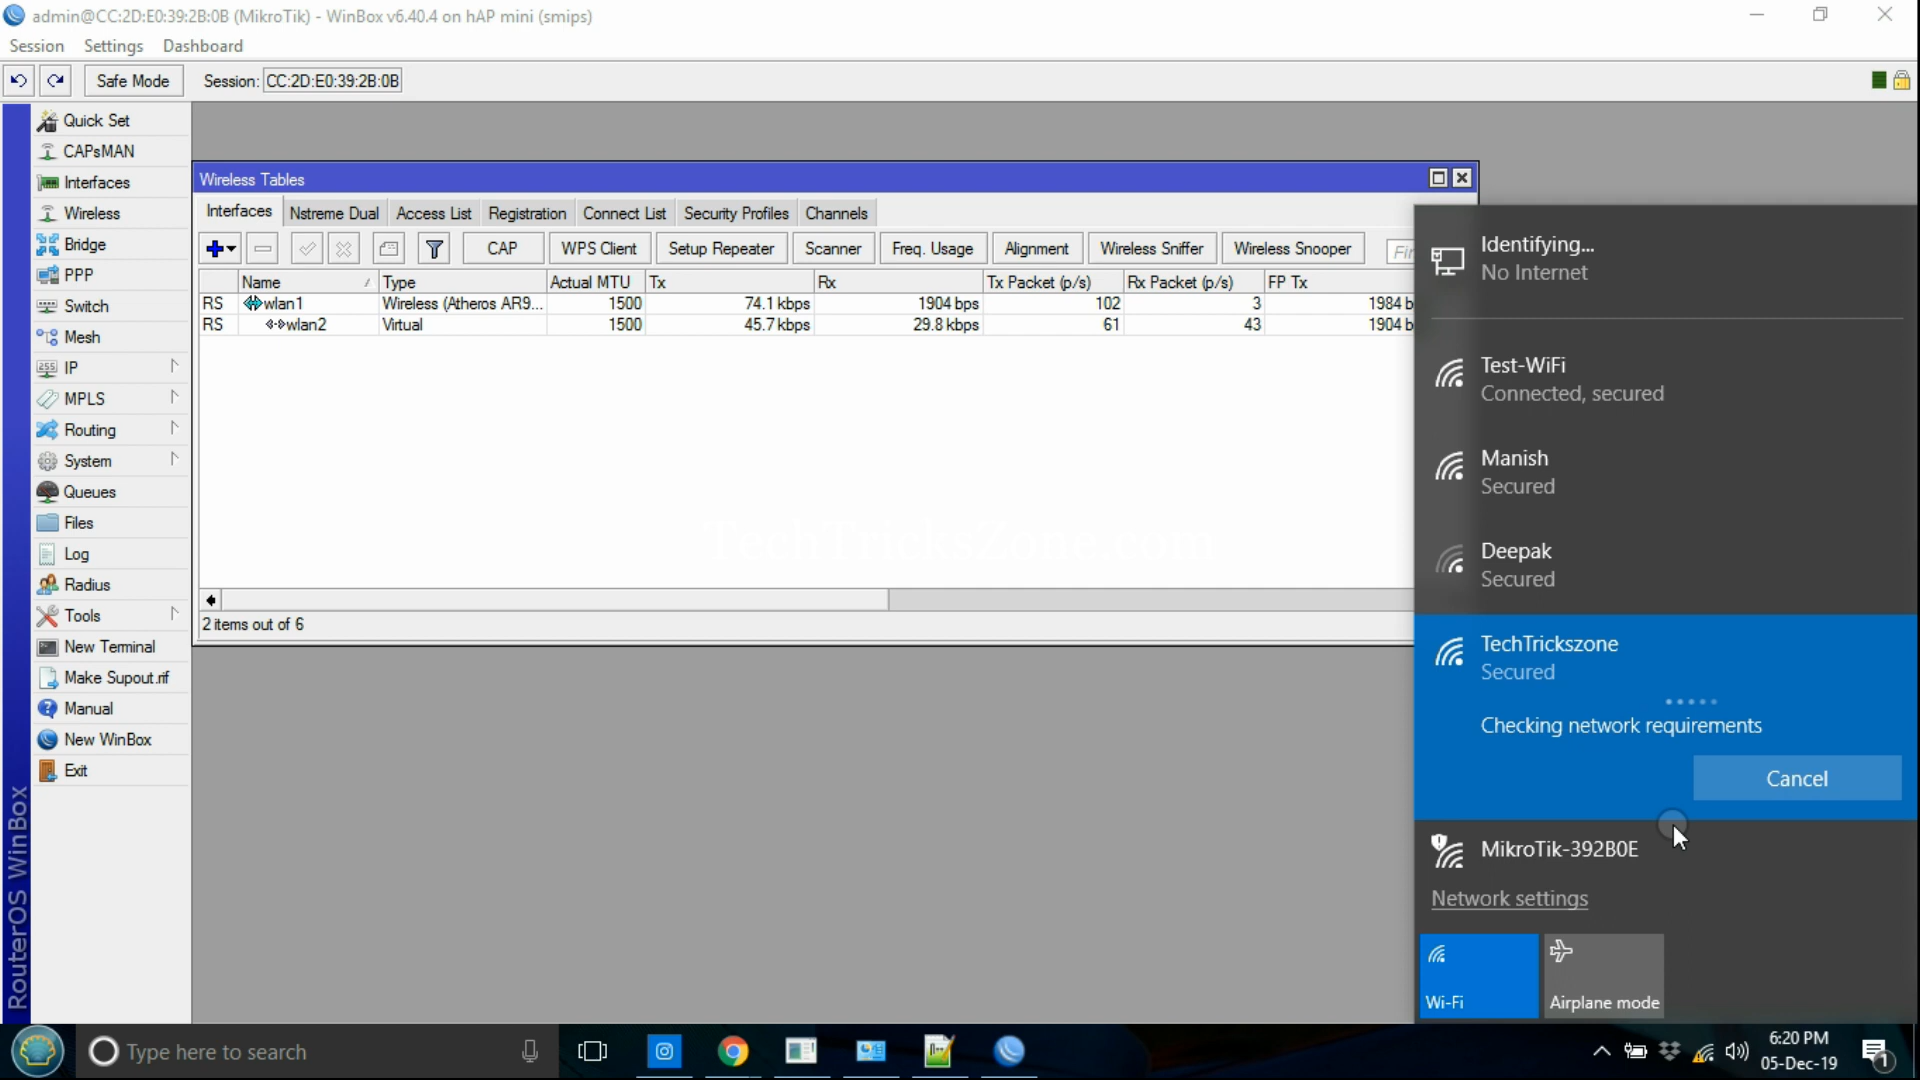 admin@CC:2D:E0:39:2B:0B (MikroTik) - WinBox v6.40.4 on hAP mini (smips)
Session Settings Dashboard
Safe Mode Session: CC:2D:E0:39:2B:0B
Quick Set
CAPsMAN
Interfaces
Wireless
Bridge
PPP
Switch
Mesh
IP
MPLS
Routing
System
Queues
Files
Log
Radius
Tools
New Terminal
Make Supout.rif
Manual
New WinBox
Exit
RouterOS WinBox
Wireless Tables
Interfaces Nstreme Dual Access List Registration Connect List Security Profiles Channels
CAP WPS Client Setup Repeater Scanner Freq. Usage Alignment Wireless Sniffer Wireless Snooper
Name Type Actual MTU Tx Rx Tx Packet (p/s) Rx Packet (p/s) FP Tx
RS wlan1 Wireless (Atheros AR9... 1500 74.1 kbps 1904 bps 102 3 1984 b
RS wlan2 Virtual 1500 45.7 kbps 29.8 kbps 61 43 1904 b
TechTricksZone.com
2 items out of 6
Identifying...
No Internet
Test-WiFi
Connected, secured
Manish
Secured
Deepak
Secured
TechTrickszone
Secured
Checking network requirements
Cancel
MikroTik-392B0E
Network settings
Wi-Fi
Airplane mode
Type here to search
6:20 PM
05-Dec-19
1